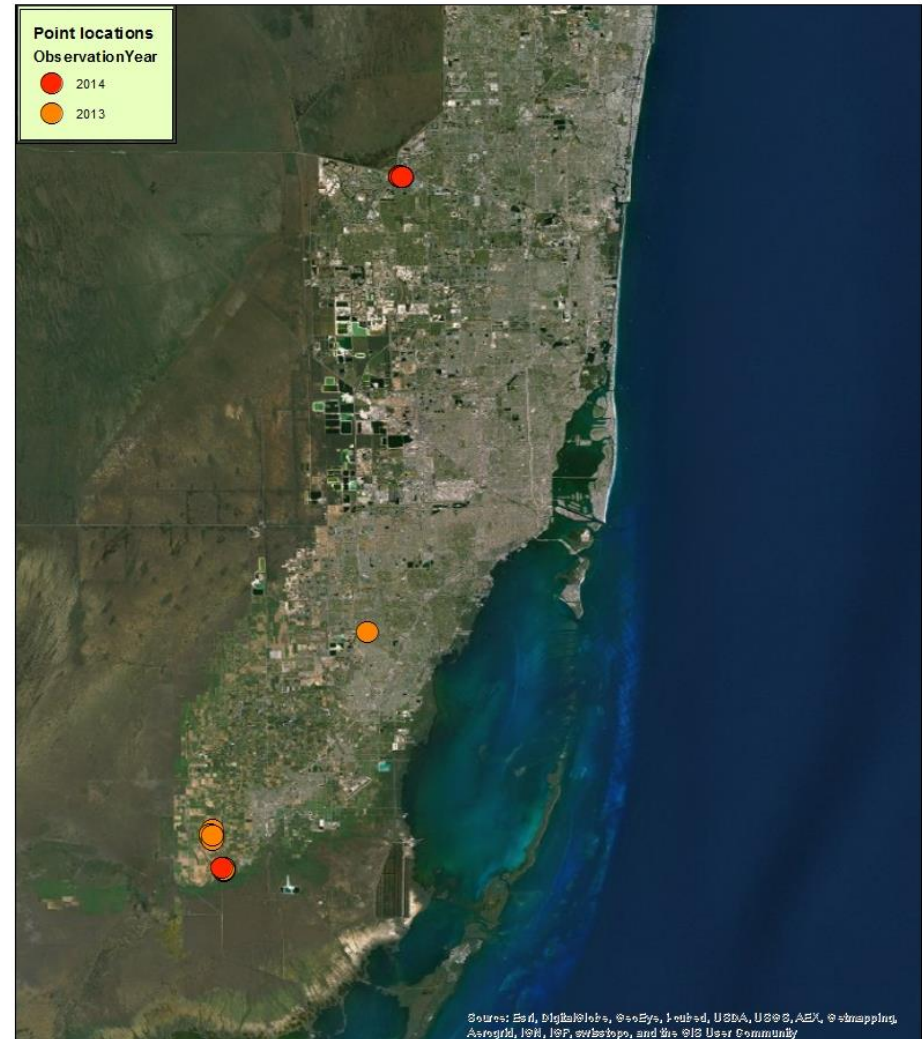 Point locations
ObservationYear
2014
2013
Source: Esri, DigitalGlobe, GeoEye, i-cubed, USDA, USGS, AEX, Getmapping,
Aerogrid, IGN, IGP, swisstopo, and the GIS User Community